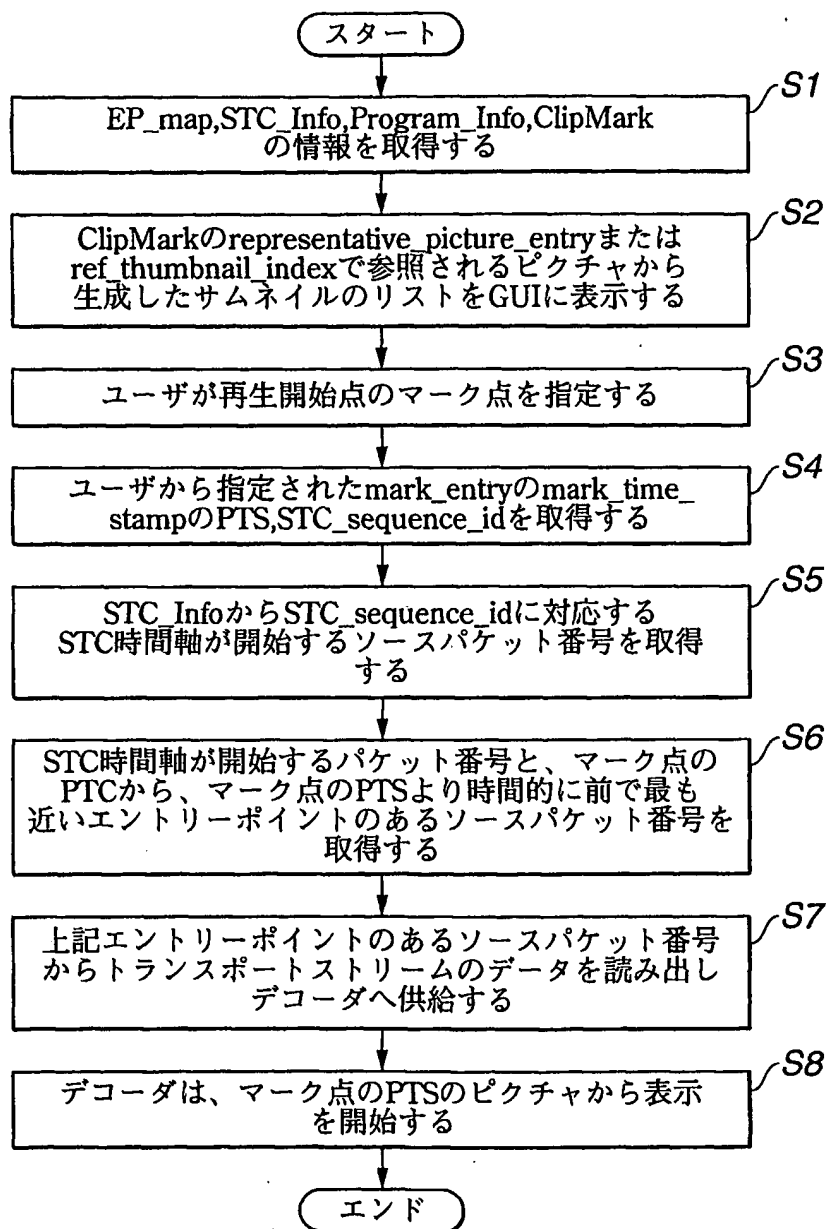 スタート
S1
EP_map,STC_Info,Program_Info,ClipMark
の情報を取得する
S2
ClipMarkのrepresentative_picture_entryまたは
ref_thumbnail_indexで参照されるピクチャから
生成したサムネイルのリストをGUIに表示する
S3
ユーザが再生開始点のマーク点を指定する
S4
ユーザから指定されたmark_entryのmark_time_
stampのPTS,STC_sequence_idを取得する
S5
STC_InfoからSTC_sequence_idに対応する
STC時間軸が開始するソースパケット番号を取得
する
S6
STC時間軸が開始するパケット番号と、マーク点の
PTCから、マーク点のPTSより時間的に前で最も
近いエントリーポイントのあるソースパケット番号を
取得する
S7
上記エントリーポイントのあるソースパケット番号
からトランスポートストリームのデータを読み出し
デコーダへ供給する
S8
デコーダは、マーク点のPTSのピクチャから表示
を開始する
エンド